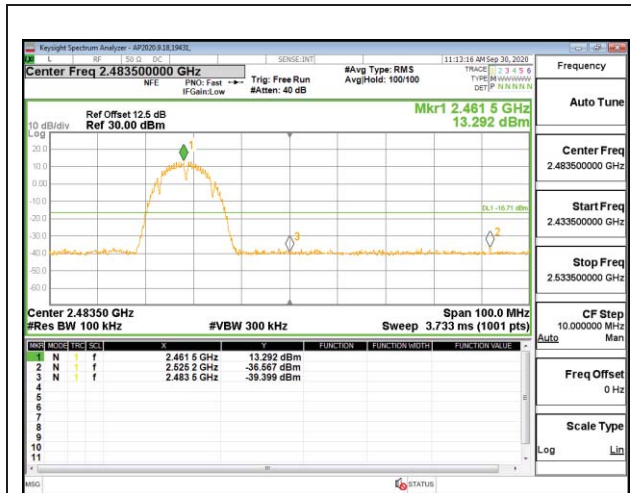 Keysight Spectrum Analyzer - AP2020.9.18,19431,
L RF 50 Ω DC SENSE:INT 11:13:16 AM Sep 30, 2020
Center Freq 2.483500000 GHz
NFE
PNO: Fast
IFGain:Low
Trig: Free Run
#Atten: 40 dB
#Avg Type: RMS
Avg|Hold: 100/100
TRACE 1 2 3 4 5 6
TYPE M WWWWW
DET P N N N N N
Ref Offset 12.5 dB
10 dB/div Ref 30.00 dBm
Mkr1 2.461 5 GHz
13.292 dBm
Log
20.0
10.0
0.00
-10.0
-20.0
-30.0
-40.0
-50.0
-60.0
1
DL1 -16.71 dBm
3
2
Center 2.48350 GHz Span 100.0 MHz
#Res BW 100 kHz #VBW 300 kHz Sweep 3.733 ms (1001 pts)
MKR MODE TRC SCL X Y FUNCTION FUNCTION WIDTH FUNCTION VALUE
1 N 1 f 2.461 5 GHz 13.292 dBm
2 N 1 f 2.525 2 GHz -36.567 dBm
3 N 1 f 2.483 5 GHz -39.399 dBm
4
5
6
7
8
9
10
11
MSG STATUS
Frequency
Auto Tune
Center Freq
2.483500000 GHz
Start Freq
2.433500000 GHz
Stop Freq
2.533500000 GHz
CF Step
10.000000 MHz
Auto Man
Freq Offset
0 Hz
Scale Type
Log Lin